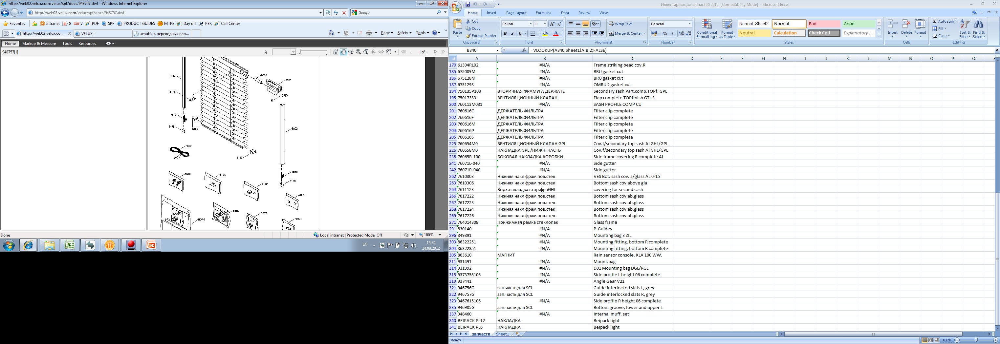 http://web02.velux.com/velux/spf/docs/948757.dwf - Windows Internet Explorer
http://web02.velux.com/velux/spf/docs/948757.dwf
Google
Favorites Intranet Я V PDF SPF PRODUCT GUIDES MTPS Day off PEK Call Center
http://web02.velux.co... X VELUX - «muff» в переводных сло...
Page Safety Tools
Home Markup & Measure Tools Resources
948757[1]
1 of 1
8002
8176
8216
A006
8515
8178
8002
8077
8169
8176
8178
8076
8671
x4
x2
Done
Local intranet | Protected Mode: Off
100%
EN
15:34
24.08.2012
Инвентаризация запчастей 2012 [Compatibility Mode] - Microsoft Excel
Home Insert Page Layout Formulas Data Review View
Paste
Cut
Copy
Format Painter
Clipboard
Calibri 11
B I U
Font
Wrap Text
Merge & Center
Alignment
General
Number
Conditional Formatting
Format as Table
Normal_Sheet2 Normal Bad Good
Neutral Calculation Check Cell Explanatory ...
Styles
Insert Delete Format
Cells
AutoSum
Fill
Clear
Sort & Filter
Find & Select
Editing
B340 fx =VLOOKUP(A340;Sheet1!A:B;2;FALSE)
A B C D E F G H I J K L M N O P Q
170 61304RL02 #N/A Frame striking bead cov.R
185 675009M #N/A BRU gasket cut
186 675128M #N/A BRU gasket cut
187 675129S #N/A OMRU 2 gasket cut
194 750135P103 ВТОРИЧНАЯ ФРАМУГА ДЕРЖАТЕ Secondary sash Part.comp.TOPf. GPL
195 750173S3 ВЕНТИЛЯЦИОННЫЙ КЛАПАН Flap complete TOPfinish GTL 3
200 760113M081 #N/A SASH PROFILE COMP CU
201 760616C ДЕРЖАТЕЛЬ ФИЛЬТРА Filter clip complete
202 760616F ДЕРЖАТЕЛЬ ФИЛЬТРА Filter clip complete
203 760616M ДЕРЖАТЕЛЬ ФИЛЬТРА Filter clip complete
204 760616P ДЕРЖАТЕЛЬ ФИЛЬТРА Filter clip complete
205 760616S ДЕРЖАТЕЛЬ ФИЛЬТРА Filter clip complete
225 760654M0 ВЕНТИЛЯЦИОННЫЙ КЛАПАН GPL Cov.f/secondary top sash Al GHL/GPL
226 760658M0 НАКЛАДКА GPL /НИЖН. ЧАСТЬ Cov.f/secondary top sash Al GHL/GPL
238 76065R-100 БОКОВАЯ НАКЛАДКА КОРОБКИ Side frame covering R complete Al
241 76071L-040 #N/A Side gutter
242 76071R-040 #N/A Side gutter
262 7610303 Нижняя накл фрам пов.стек VES Bot. sash cov. a/glass AL 0-15
263 7610306 Нижняя накл фрам пов.стек Bottom sash cov.above gla
264 7611123 Верх.накладка втор.фраGHL covering for second sash
266 7617222 Нижняя накл фрам пов.стек Bottom sash cov.ab.glass
267 7617223 Нижняя накл фрам пов.стек Bottom sash cov.ab.glass
268 7617224 Нижняя накл фрам пов.стек Bottom sash cov.ab.glass
269 7617226 Нижняя накл фрам пов.стек Bottom sash cov.ab.glass
271 764014308 Прижимная рамка стеклопак Glass frame
291 830140 #N/A P-Guides
296 849891 #N/A Mounting bag 3 ZIL
303 86322251 #N/A Mounting fitting, bottom R complete
304 86322351 #N/A Mounting fitting, bottom R complete
305 863610 МАГНИТ Rain sensor console, KLA 100 WW.
311 931491 #N/A Mount.bag
314 931992 #N/A D01 Mounting bag DGL/RGL
315 9373755106 #N/A Side profile L height 06 complete
319 937441 #N/A Angle Gear V21
321 946756G зап.часть для SCL Guide interlocked slats L, grey
322 946757G зап.часть для SCL Guide interlocked slats R, grey
323 9467615106 #N/A Side profile R height 06 complete
335 946905G зап.часть для SCL Bottom groove, lower and upper L
337 948460 #N/A Internal muff, set
340 BEIPACK PL12 НАКЛАДКА Beipack light
341 BEIPACK PL6 НАКЛАДКА Beipack light
запчасти Sheet1
Ready
100%